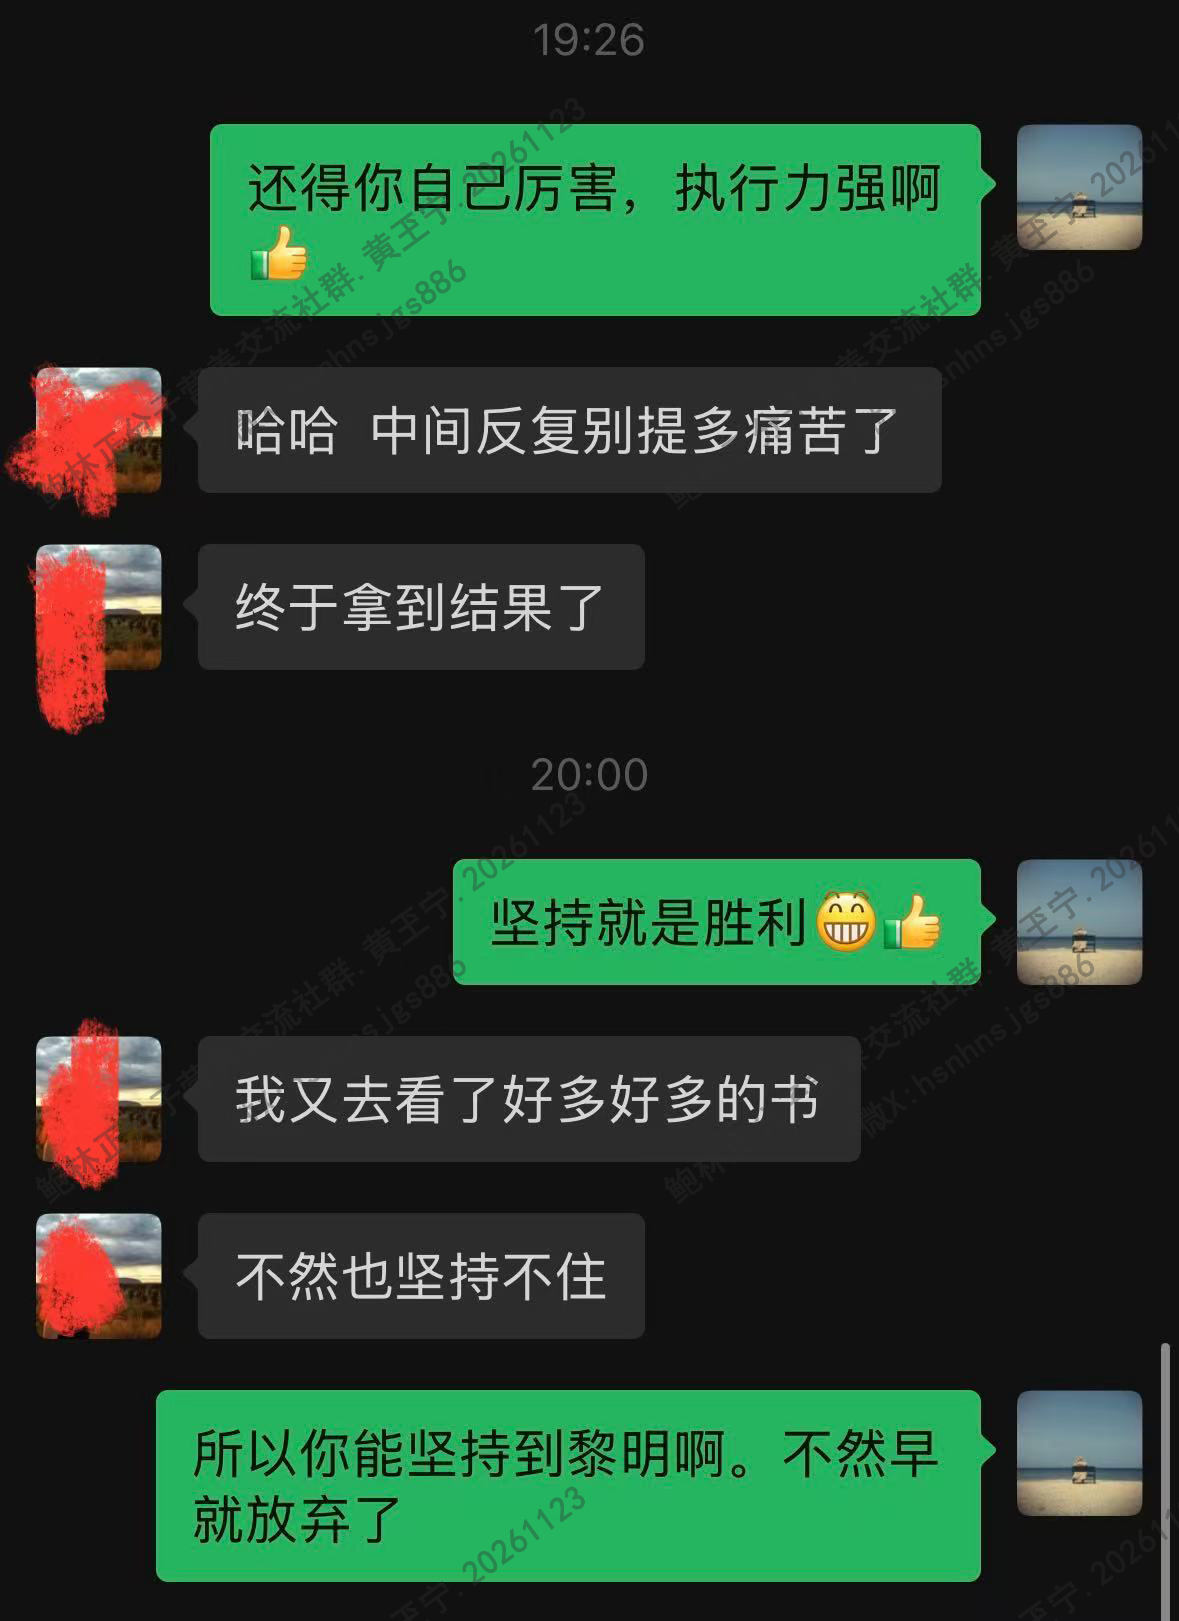 19:26
还得你自己厉害，执行力强啊
👍
哈哈 中间反复别提多痛苦了
终于拿到结果了
20:00
坚持就是胜利😁👍
我又去看了好多好多的书
不然也坚持不住
所以你能坚持到黎明啊。不然早
就放弃了